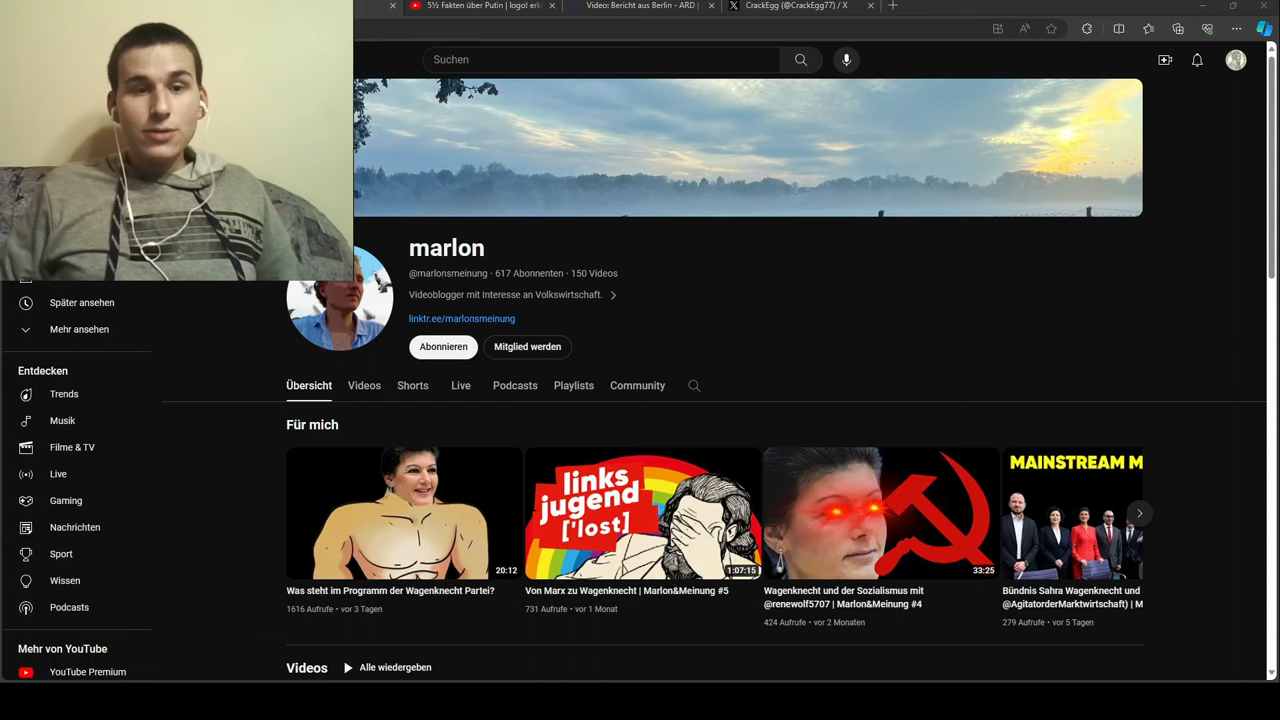 5½ Fakten über Putin | logo! erkl
Video: Bericht aus Berlin - ARD |
CrackEgg (@CrackEgg77) / X
Suchen
marlon
@marlonsmeinung · 617 Abonnenten · 150 Videos
Videoblogger mit Interesse an Volkswirtschaft.
linktr.ee/marlonsmeinung
Abonnieren
Mitglied werden
Später ansehen
Mehr ansehen
Entdecken
Trends
Musik
Filme & TV
Live
Gaming
Nachrichten
Sport
Wissen
Podcasts
Mehr von YouTube
YouTube Premium
Übersicht
Videos
Shorts
Live
Podcasts
Playlists
Community
Für mich
20:12
Was steht im Programm der Wagenknecht Partei?
1616 Aufrufe · vor 3 Tagen
links
jugend
['lost]
1:07:15
Von Marx zu Wagenknecht | Marlon&Meinung #5
731 Aufrufe · vor 1 Monat
33:25
Wagenknecht und der Sozialismus mit
@renewolf5707 | Marlon&Meinung #4
424 Aufrufe · vor 2 Monaten
MAINSTREAM M
Bündnis Sahra Wagenknecht und
@AgitatorderMarktwirtschaft) | M
279 Aufrufe · vor 5 Tagen
Videos
Alle wiedergeben